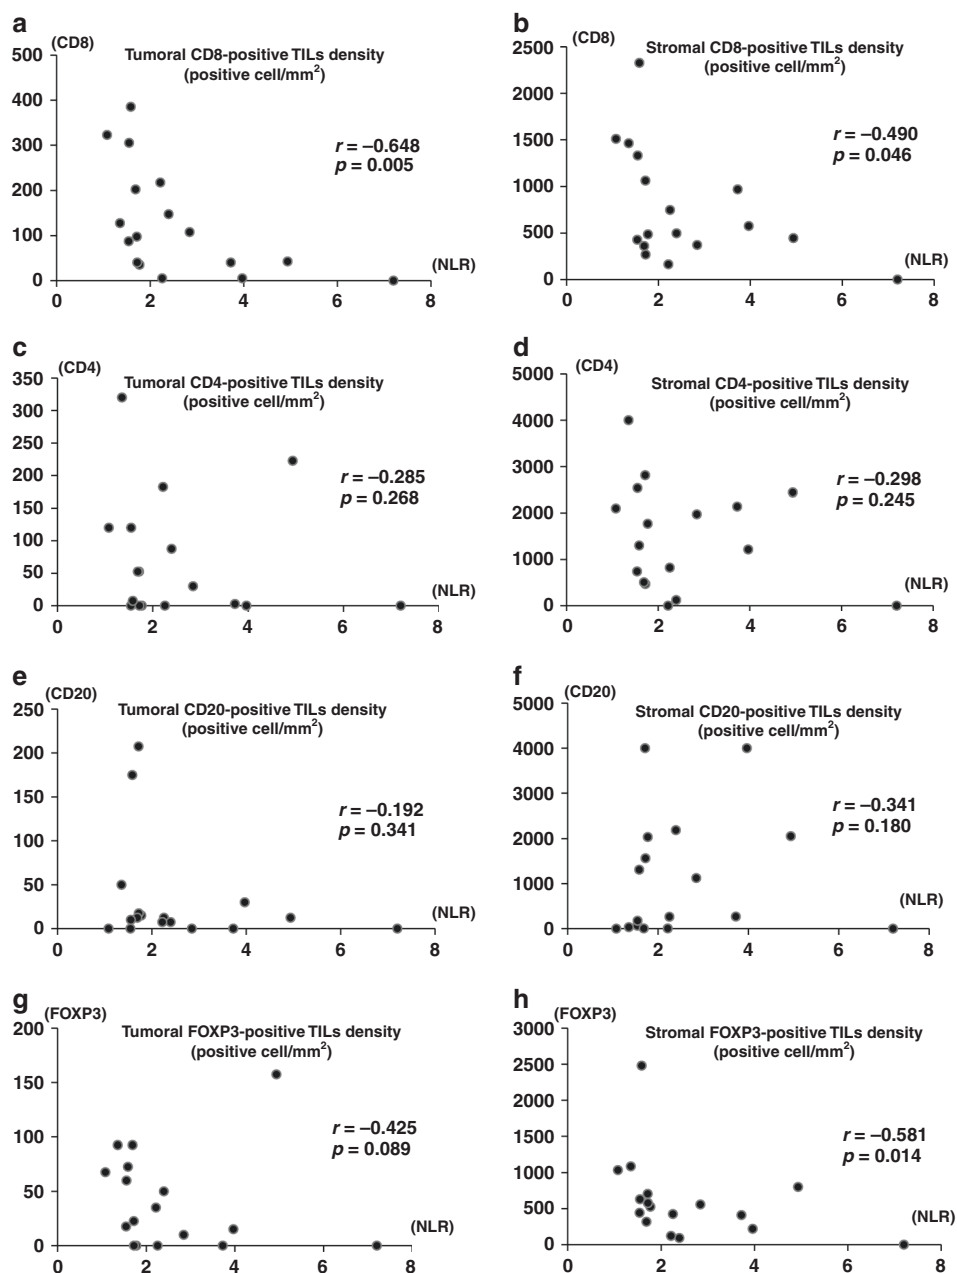 a
(CD8)
Tumoral CD8-positive TILs density
(positive cell/mm²)
500
400
300
200
100
0
r = –0.648
p = 0.005
(NLR)
0 2 4 6 8
b
(CD8)
Stromal CD8-positive TILs density
(positive cell/mm²)
2500
2000
1500
1000
500
0
r = –0.490
p = 0.046
(NLR)
0 2 4 6 8
c
(CD4)
Tumoral CD4-positive TILs density
(positive cell/mm²)
350
300
250
200
150
100
50
0
r = –0.285
p = 0.268
(NLR)
0 2 4 6 8
d
(CD4)
Stromal CD4-positive TILs density
(positive cell/mm²)
5000
4000
3000
2000
1000
0
r = –0.298
p = 0.245
(NLR)
0 2 4 6 8
e
(CD20)
Tumoral CD20-positive TILs density
(positive cell/mm²)
250
200
150
100
50
0
r = –0.192
p = 0.341
(NLR)
0 2 4 6 8
f
(CD20)
Stromal CD20-positive TILs density
(positive cell/mm²)
5000
4000
3000
2000
1000
0
r = –0.341
p = 0.180
(NLR)
0 2 4 6 8
g
(FOXP3)
Tumoral FOXP3-positive TILs density
(positive cell/mm²)
200
150
100
50
0
r = –0.425
p = 0.089
(NLR)
0 2 4 6 8
h
(FOXP3)
Stromal FOXP3-positive TILs density
(positive cell/mm²)
3000
2500
2000
1500
1000
500
0
r = –0.581
p = 0.014
(NLR)
0 2 4 6 8